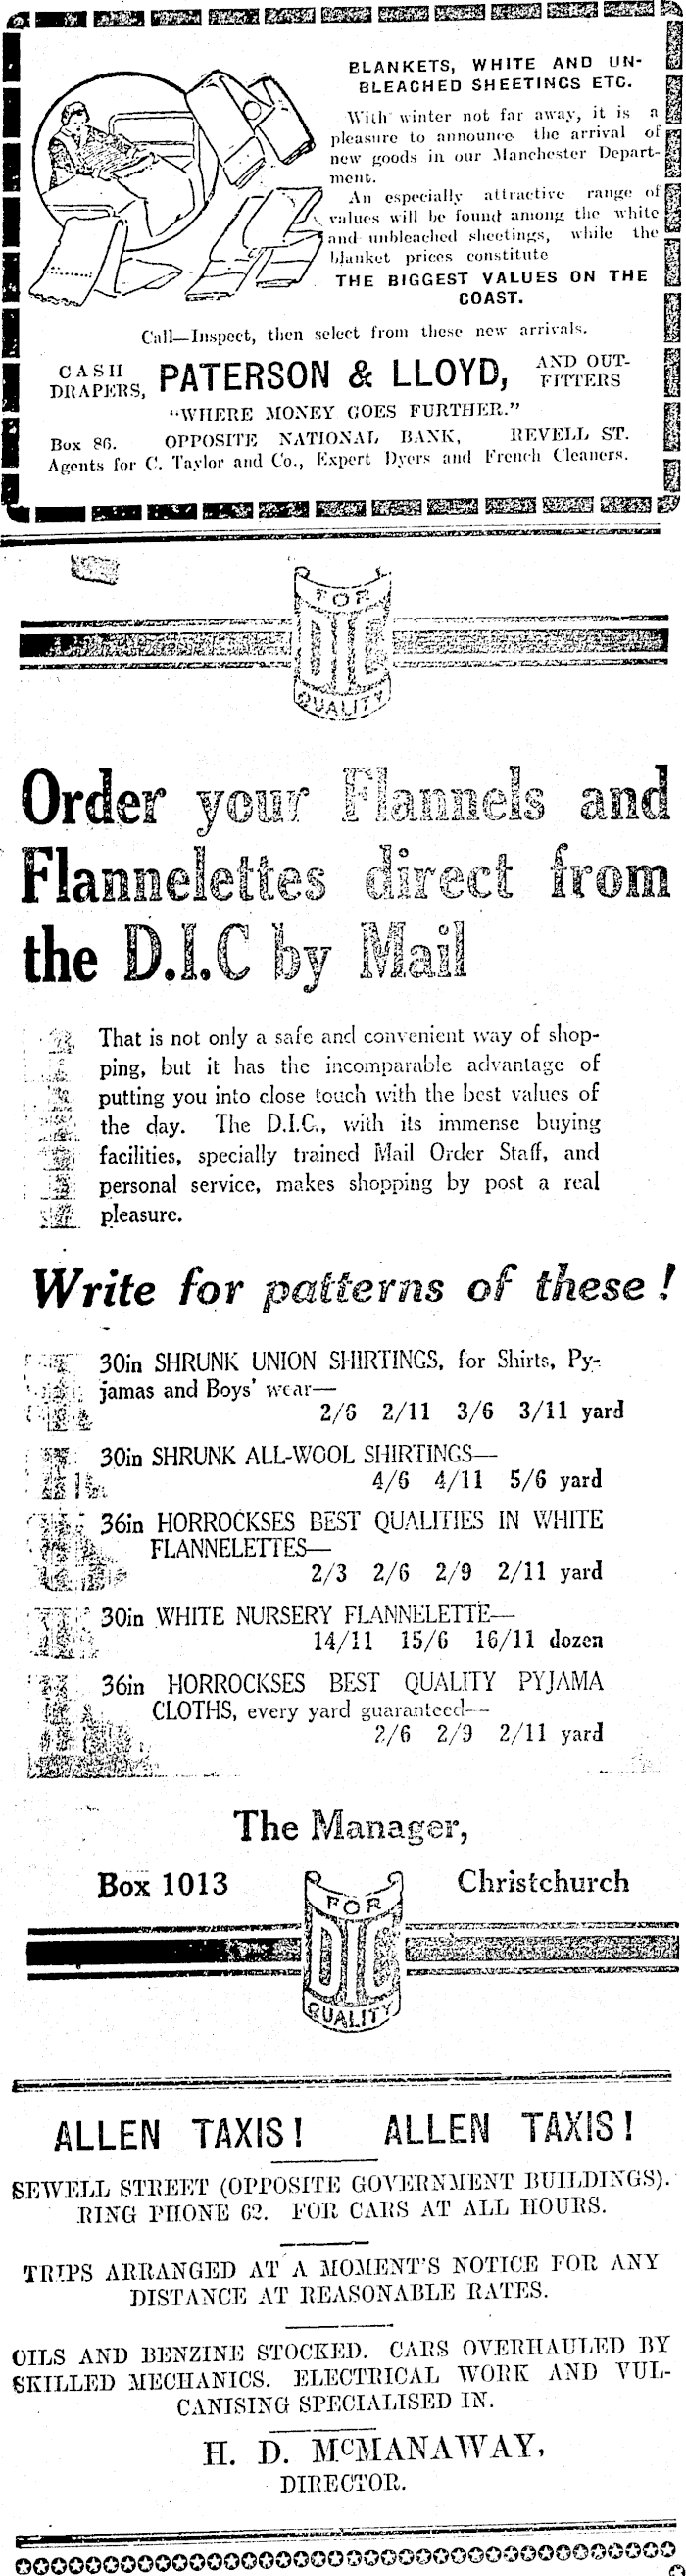 BLANKETS, WHITE AND UN-
BLEACHED SHEETINGS ETC.
With winter not far away, it is a
pleasure to announce the arrival of
new goods in our Manchester Depart-
ment.
An especially attractive range of
values will be found among the white
and unbleached sheetings, while the
blanket prices constitute
THE BIGGEST VALUES ON THE
COAST.
Call—Inspect, then select from these new arrivals.
CASH
DRAPERS,
PATERSON & LLOYD,
AND OUT-
FITTERS
"WHERE MONEY GOES FURTHER."
Box 86. OPPOSITE NATIONAL BANK, REVELL ST.
Agents for C. Taylor and Co., Expert Dyers and French Cleaners.
FOR
DIC
QUALITY
Order your Flannels and
Flannelettes direct from
the D.I.C by Mail
That is not only a safe and convenient way of shop-
ping, but it has the incomparable advantage of
putting you into close touch with the best values of
the day. The D.I.C., with its immense buying
facilities, specially trained Mail Order Staff, and
personal service, makes shopping by post a real
pleasure.
Write for patterns of these!
30in SHRUNK UNION SHIRTINGS, for Shirts, Py-
jamas and Boys' wear—
2/6 2/11 3/6 3/11 yard
30in SHRUNK ALL-WOOL SHIRTINGS—
4/6 4/11 5/6 yard
36in HORROCKSES BEST QUALITIES IN WHITE
FLANNELETTES—
2/3 2/6 2/9 2/11 yard
30in WHITE NURSERY FLANNELETTE—
14/11 15/6 16/11 dozen
36in HORROCKSES BEST QUALITY PYJAMA
CLOTHS, every yard guaranteed—
2/6 2/9 2/11 yard
The Manager,
Box 1013 Christchurch
FOR
DIC
QUALITY
ALLEN TAXIS! ALLEN TAXIS!
SEWELL STREET (OPPOSITE GOVERNMENT BUILDINGS).
RING PHONE 62. FOR CARS AT ALL HOURS.
TRIPS ARRANGED AT A MOMENT'S NOTICE FOR ANY
DISTANCE AT REASONABLE RATES.
OILS AND BENZINE STOCKED. CARS OVERHAULED BY
SKILLED MECHANICS. ELECTRICAL WORK AND VUL-
CANISING SPECIALISED IN.
H. D. McMANAWAY,
DIRECTOR.